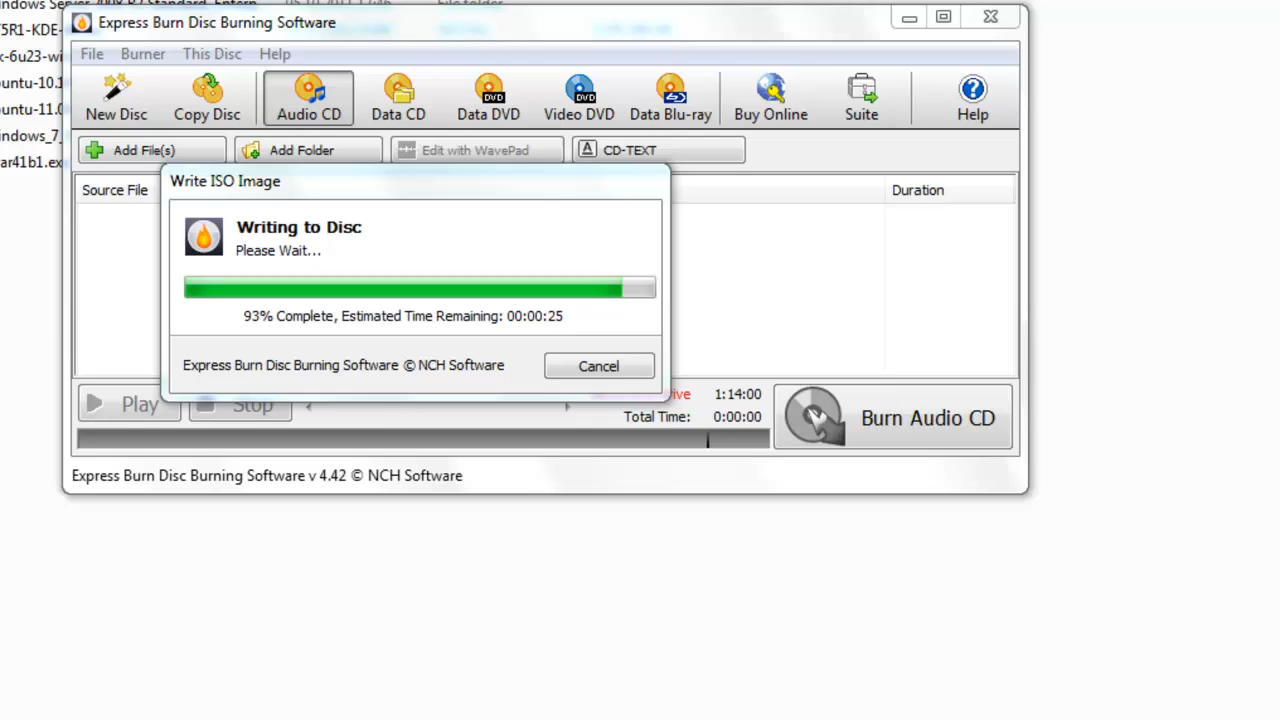 Express Burn Disc Burning Software
File Burner This Disc Help
New Disc Copy Disc Audio CD Data CD Data DVD Video DVD Data Blu-ray Buy Online Suite Help
DVD DVD
Add File(s) Add Folder Edit with WavePad A CD-TEXT
Source File Duration
Write ISO Image
Writing to Disc
Please Wait...
93% Complete, Estimated Time Remaining: 00:00:25
Express Burn Disc Burning Software © NCH Software Cancel
Play Stop 1:14:00
Total Time: 0:00:00
Burn Audio CD
Express Burn Disc Burning Software v 4.42 © NCH Software